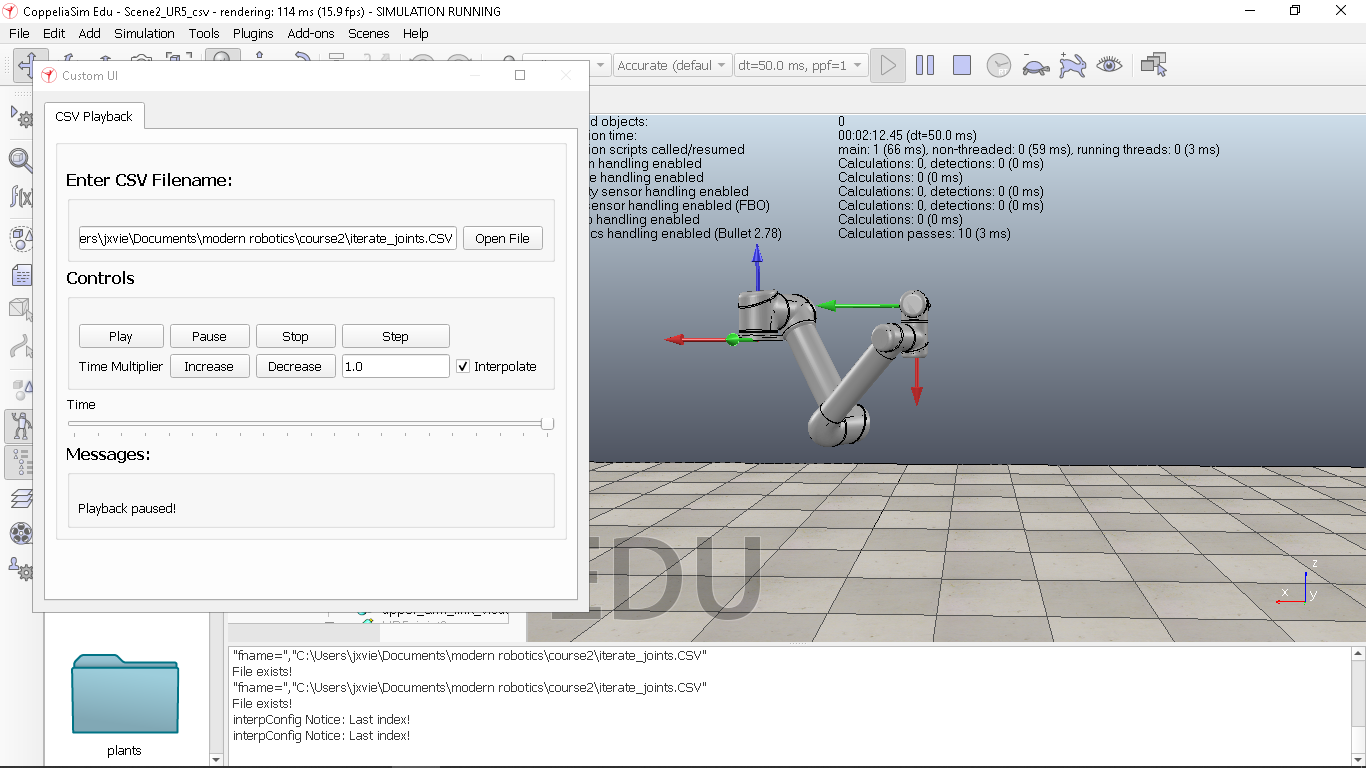 CoppeliaSim Edu - Scene2_UR5_csv - rendering: 114 ms (15.9 fps) - SIMULATION RUNNING
File Edit Add Simulation Tools Plugins Add-ons Scenes Help
Accurate (defaul dt=50.0 ms, ppf=1
Custom UI
CSV Playback
Enter CSV Filename:
ers\jxvie\Documents\modern robotics\course2\iterate_joints.CSV Open File
Controls
Play Pause Stop Step
Time Multiplier Increase Decrease 1.0 Interpolate
Time
Messages:
Playback paused!
d objects: 0
ion time: 00:02:12.45 (dt=50.0 ms)
ion scripts called/resumed main: 1 (66 ms), non-threaded: 0 (59 ms), running threads: 0 (3 ms)
n handling enabled Calculations: 0, detections: 0 (0 ms)
e handling enabled Calculations: 0 (0 ms)
ty sensor handling enabled Calculations: 0, detections: 0 (0 ms)
ensor handling enabled (FBO) Calculations: 0, detections: 0 (0 ms)
handling enabled Calculations: 0 (0 ms)
cs handling enabled (Bullet 2.78) Calculation passes: 10 (3 ms)
f(x)
EDU
z
x
y
plants
"fname=","C:\Users\jxvie\Documents\modern robotics\course2\iterate_joints.CSV"
File exists!
"fname=","C:\Users\jxvie\Documents\modern robotics\course2\iterate_joints.CSV"
File exists!
interpConfig Notice: Last index!
interpConfig Notice: Last index!